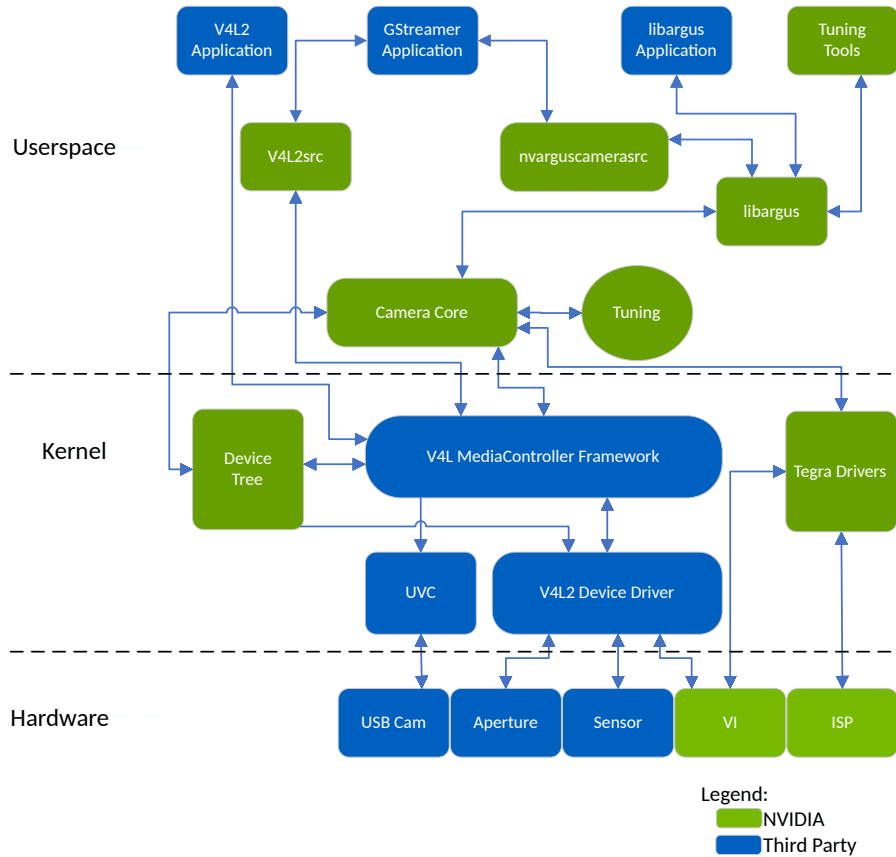 V4L2
Application
GStreamer
Application
libargus
Application
Tuning
Tools
Userspace
V4L2src
nvarguscamerasrc
libargus
Camera Core
Tuning
Kernel
Device
Tree
V4L MediaController Framework
Tegra Drivers
UVC
V4L2 Device Driver
Hardware
USB Cam
Aperture
Sensor
VI
ISP
Legend:
NVIDIA
Third Party